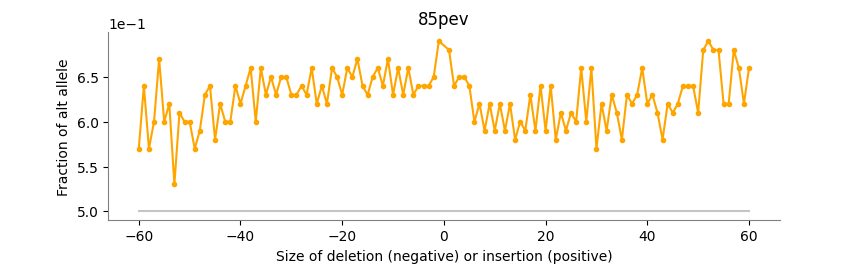 85pev
1e−1
Fraction of alt allele
6.5
6.0
5.5
5.0
−60 −40 −20 0 20 40 60
Size of deletion (negative) or insertion (positive)